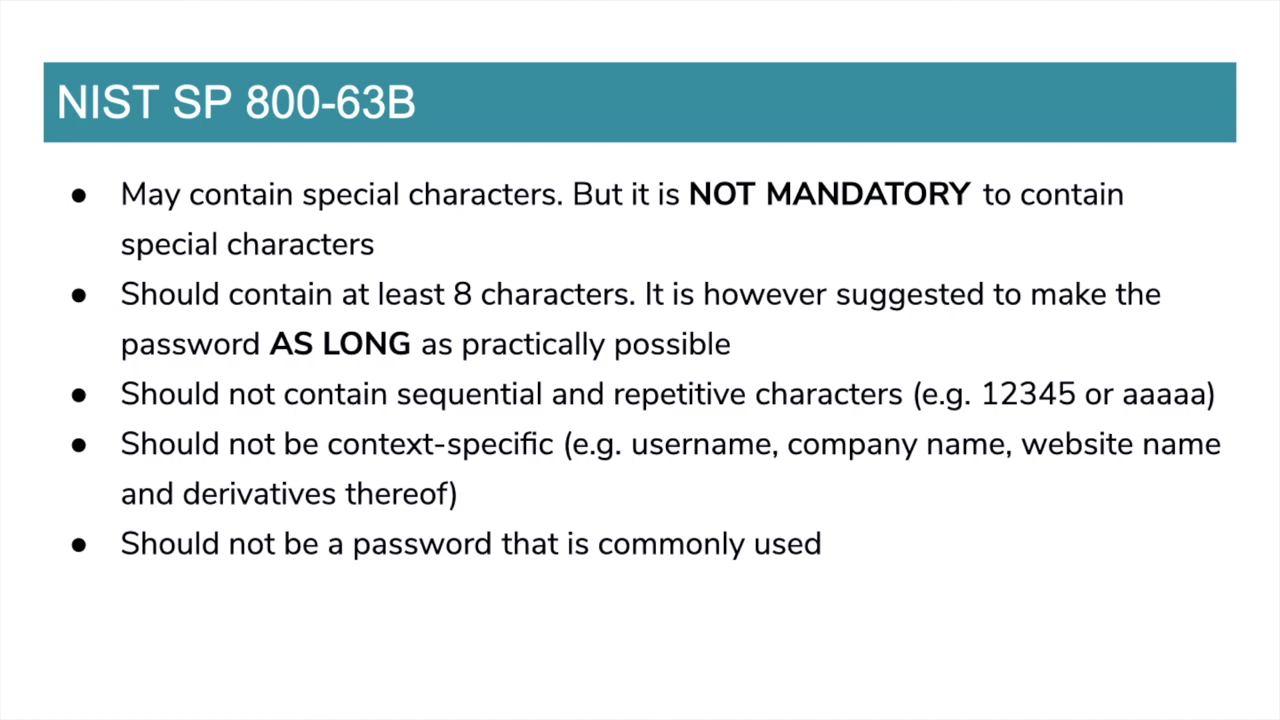 NIST SP 800-63B
● May contain special characters. But it is NOT MANDATORY to contain
special characters
● Should contain at least 8 characters. It is however suggested to make the
password AS LONG as practically possible
● Should not contain sequential and repetitive characters (e.g. 12345 or aaaaa)
● Should not be context-specific (e.g. username, company name, website name
and derivatives thereof)
● Should not be a password that is commonly used